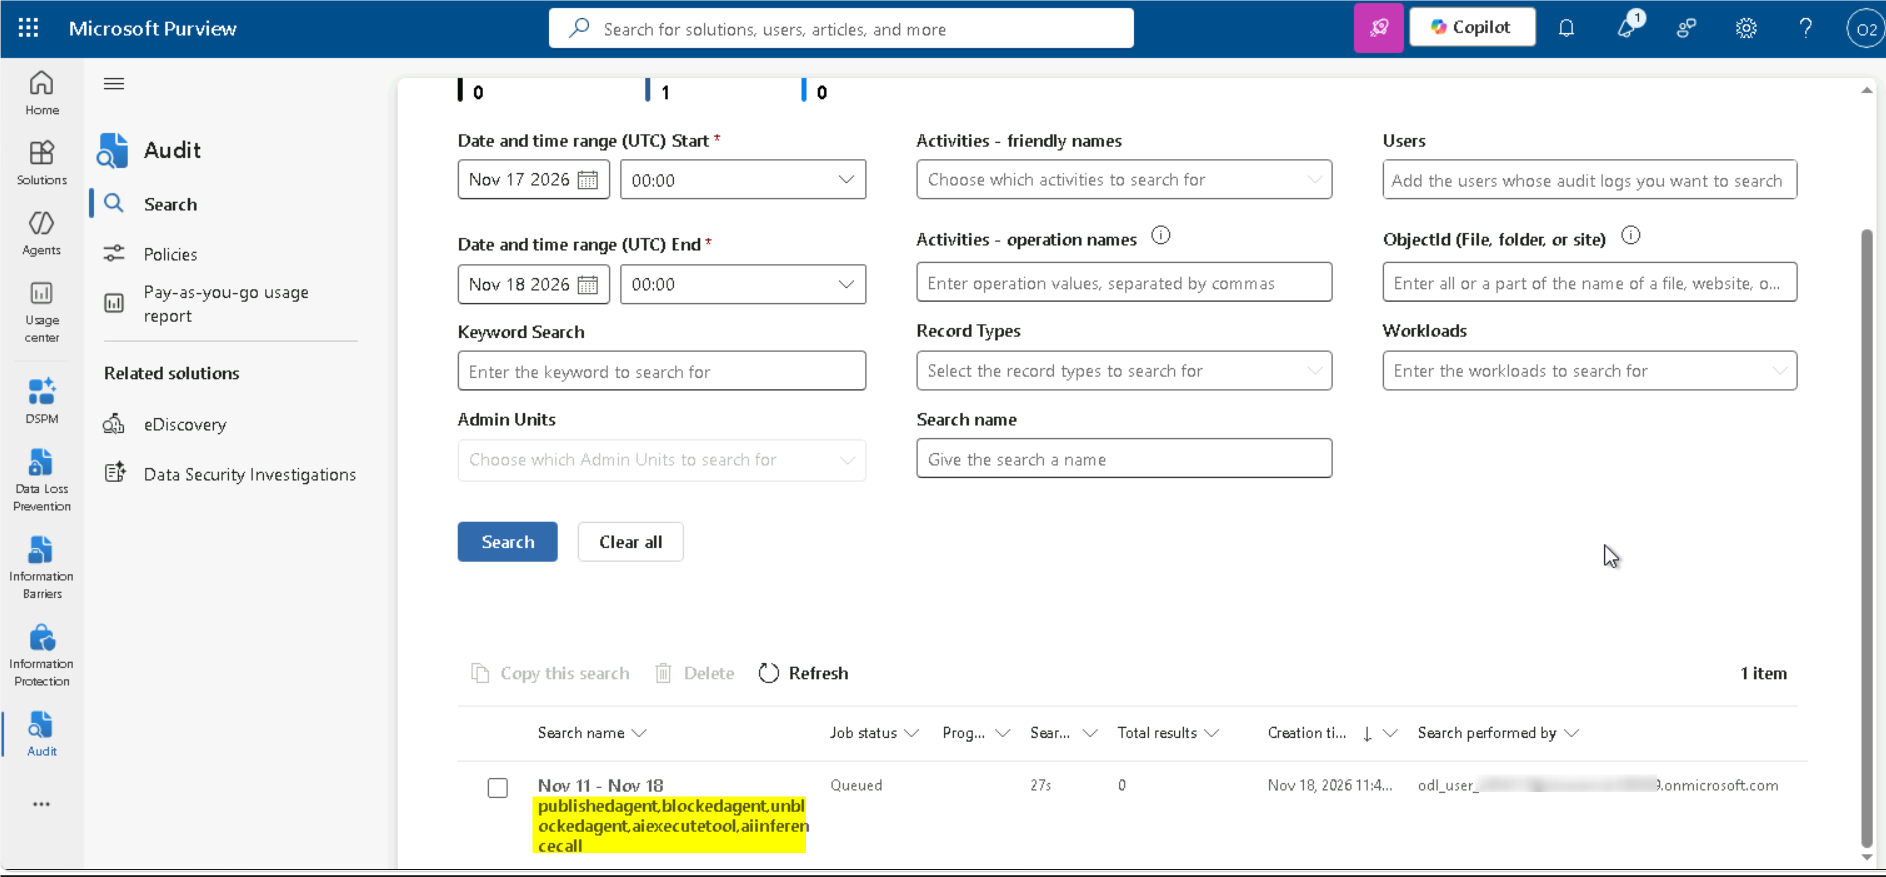 Microsoft Purview
Search for solutions, users, articles, and more
Copilot
1
O2
Home
Solutions
Agents
Usage
center
DSPM
Data Loss
Prevention
Information
Barriers
Information
Protection
Audit
Audit
Search
Policies
Pay-as-you-go usage
report
Related solutions
eDiscovery
Data Security Investigations
0 1 0
Date and time range (UTC) Start *
Nov 17 2026 00:00
Date and time range (UTC) End *
Nov 18 2026 00:00
Keyword Search
Enter the keyword to search for
Admin Units
Choose which Admin Units to search for
Activities - friendly names
Choose which activities to search for
Activities - operation names
Enter operation values, separated by commas
Record Types
Select the record types to search for
Search name
Give the search a name
Users
Add the users whose audit logs you want to search
ObjectId (File, folder, or site)
Enter all or a part of the name of a file, website, o...
Workloads
Enter the workloads to search for
Search Clear all
Copy this search Delete Refresh 1 item
Search name Job status Prog... Sear... Total results Creation ti... Search performed by
Nov 11 - Nov 18 Queued 27s 0 Nov 18, 2026 11:4... odl_user_ .onmicrosoft.com
publishedagent,blockedagent,unbl
ockedagent,aiexecutetool,aiinferen
cecall